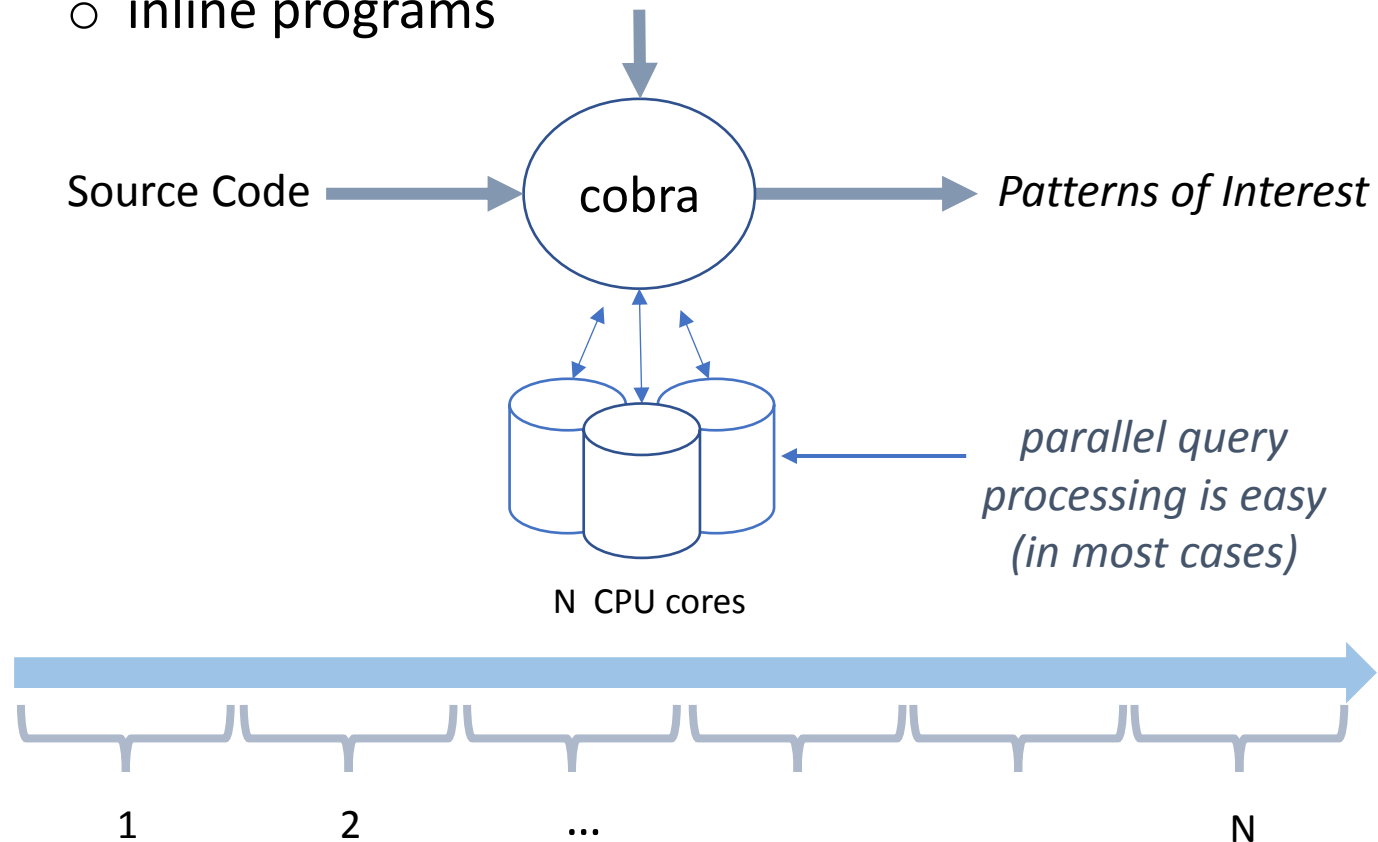 ○ inline programs
Source Code
cobra
Patterns of Interest
parallel query
processing is easy
(in most cases)
N CPU cores
1 2 ... N